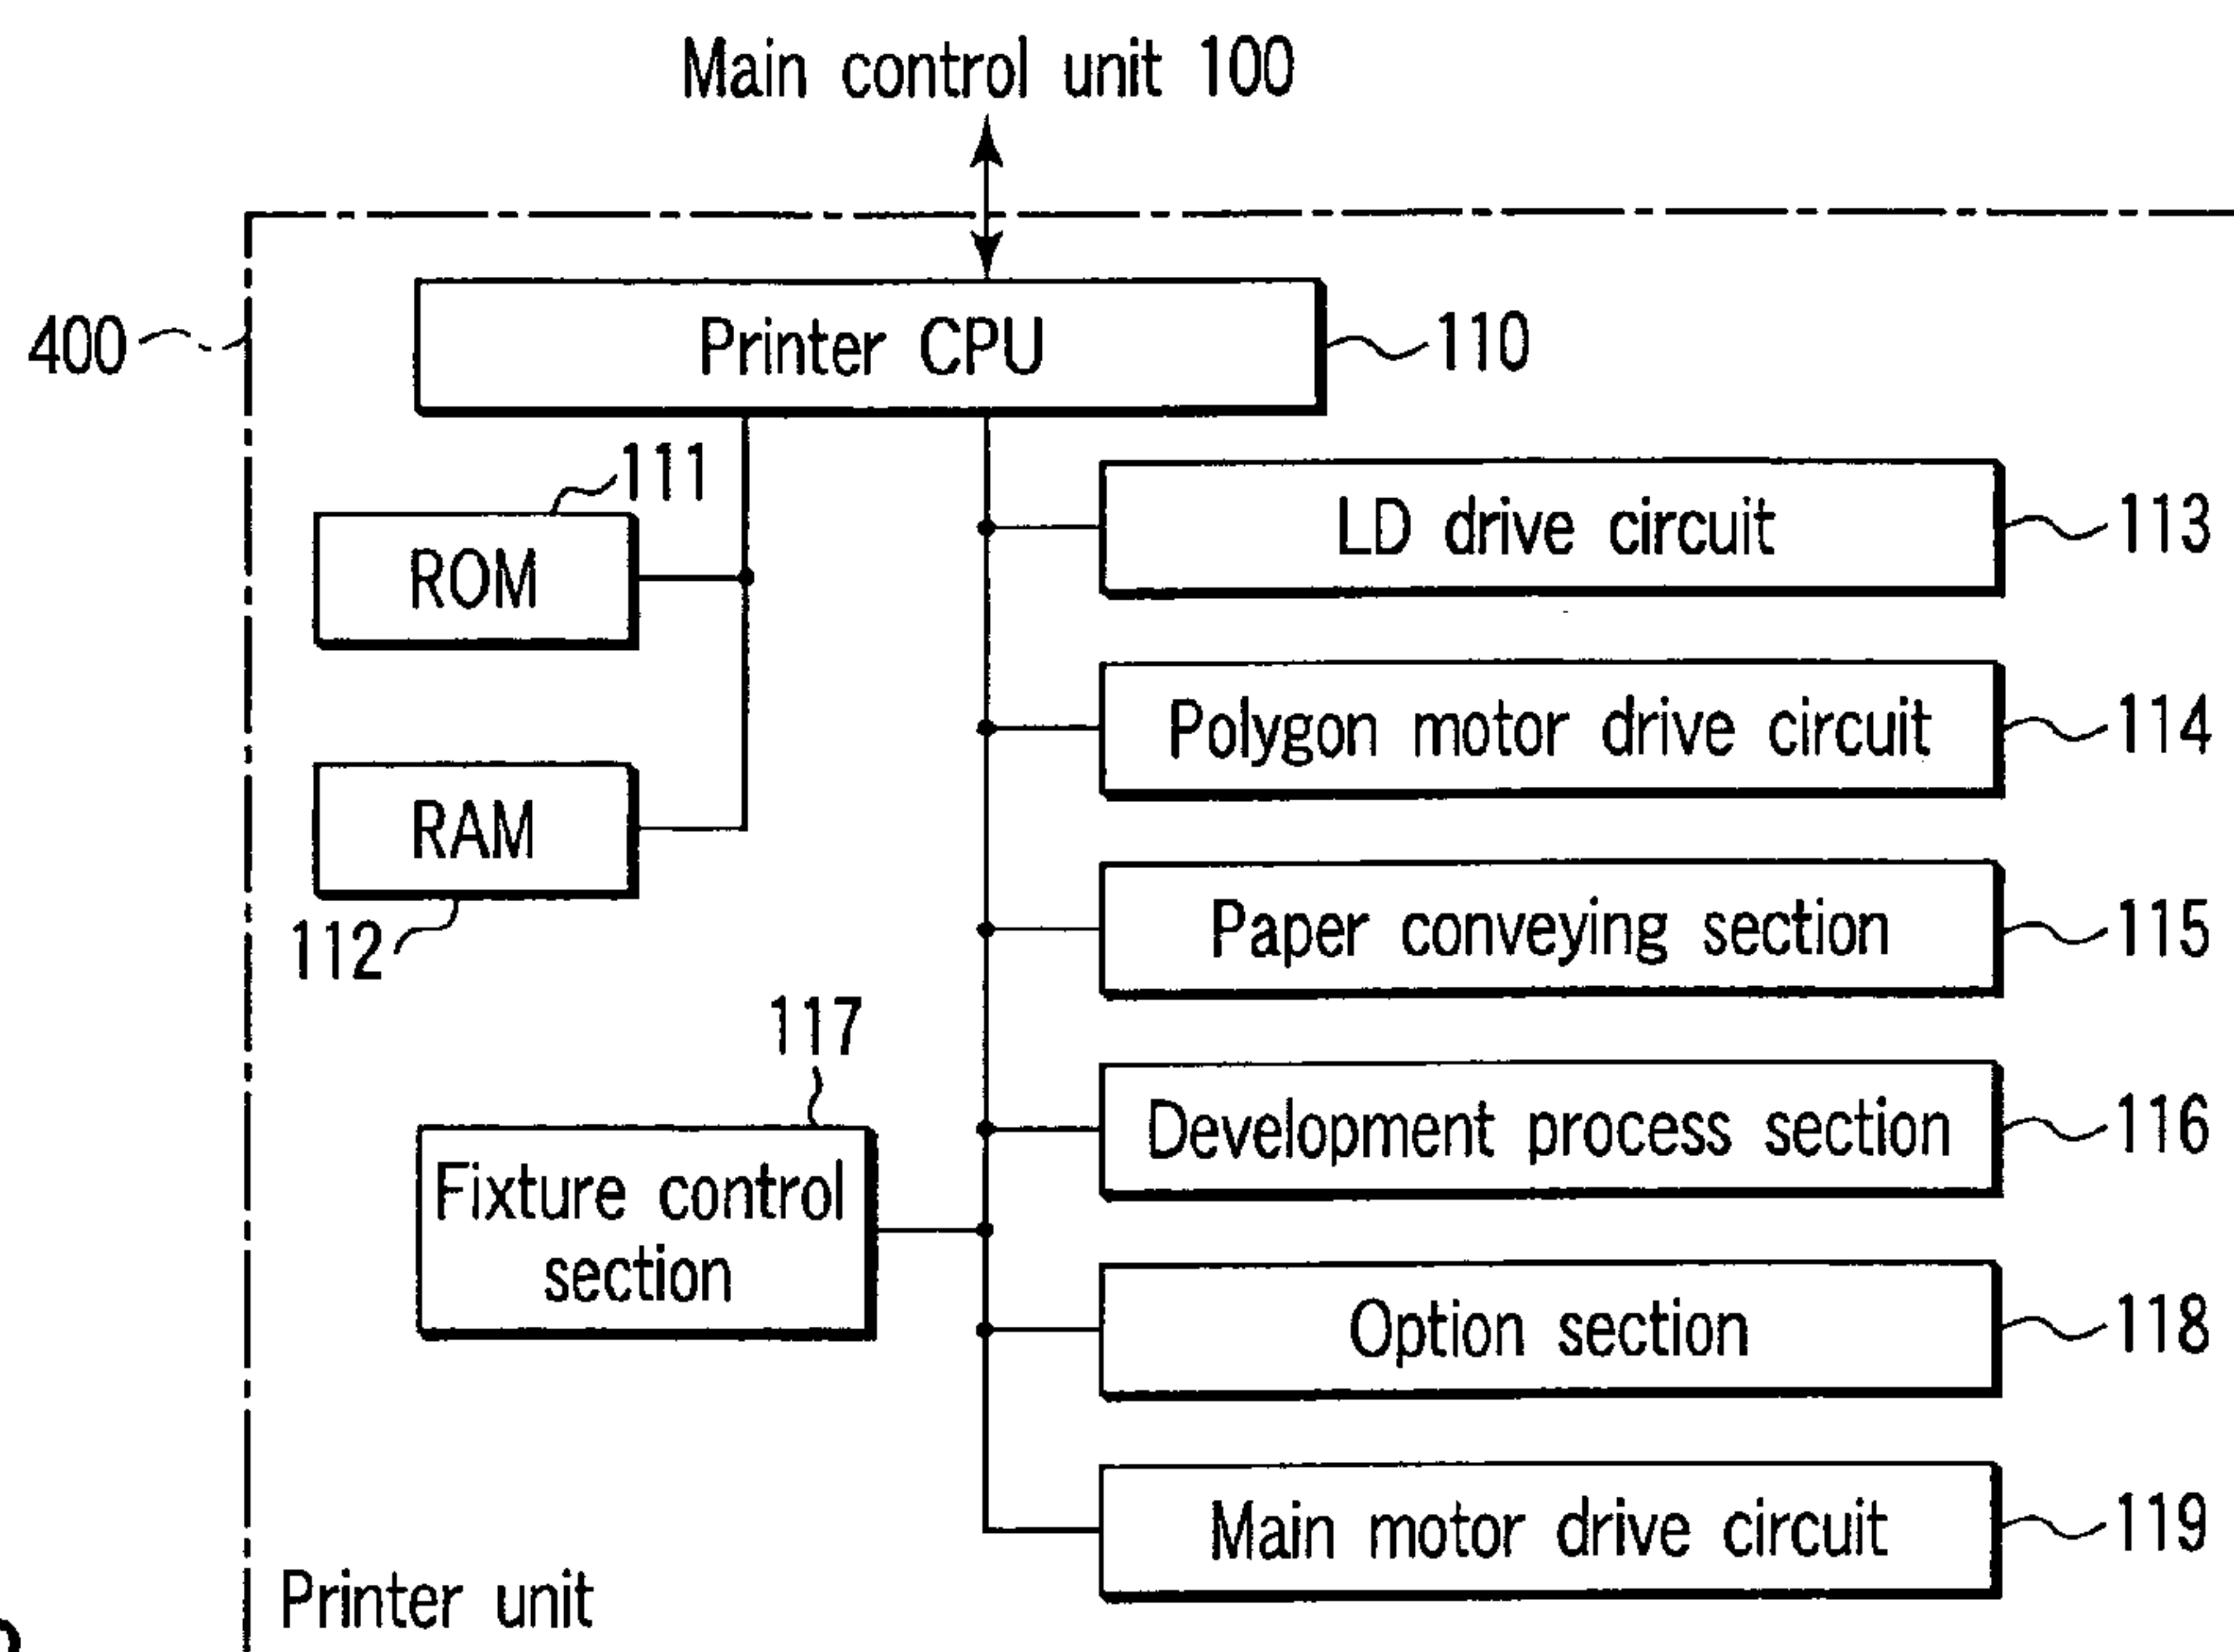 Main control unit 100
400
Printer CPU
110
111
ROM
LD drive circuit
113
Polygon motor drive circuit
114
RAM
112
Paper conveying section
115
117
Fixture control
section
Development process section
116
Option section
118
Main motor drive circuit
119
Printer unit